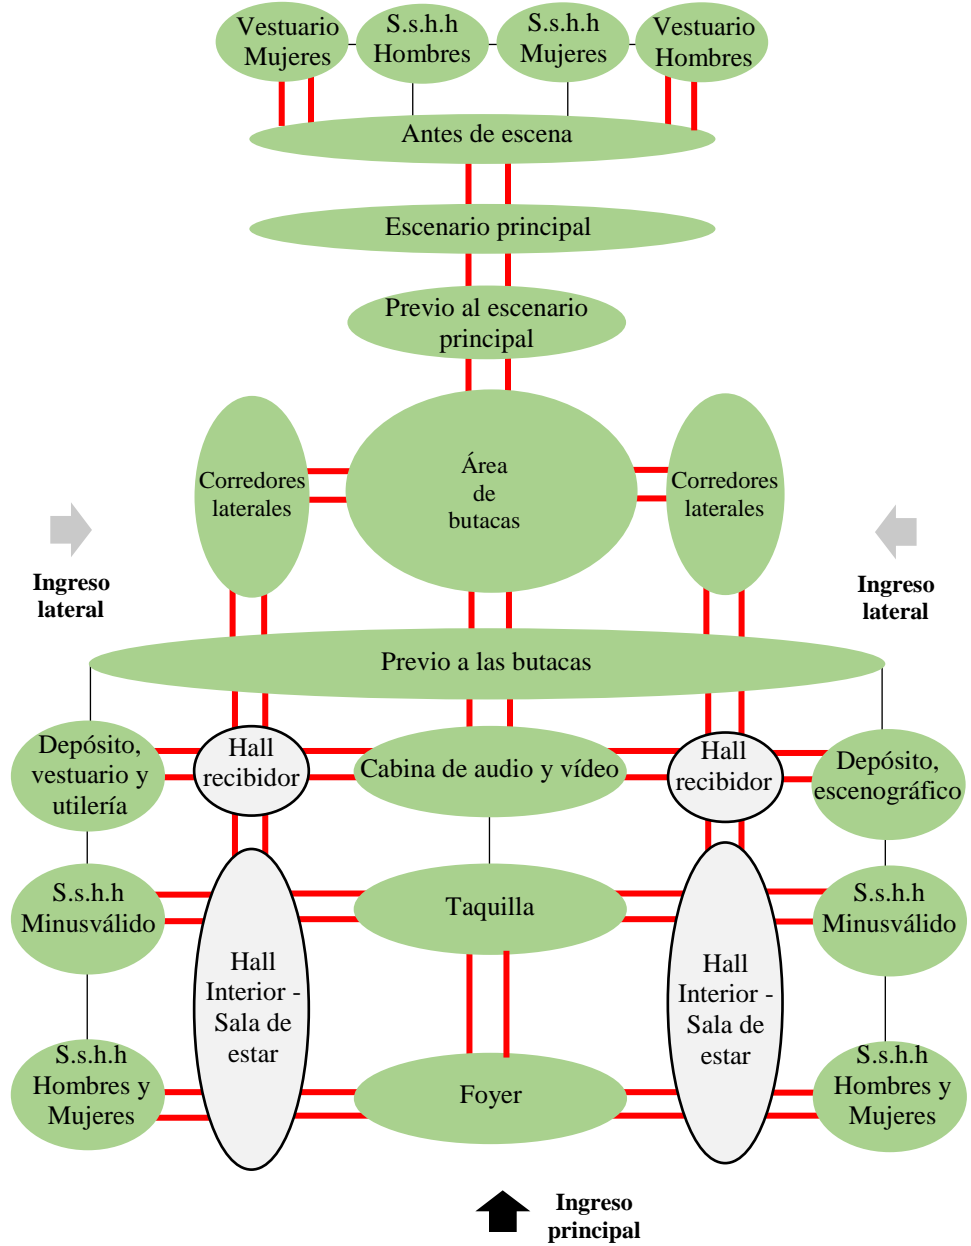 Vestuario
Mujeres
S.s.h.h
Hombres
S.s.h.h
Mujeres
Vestuario
Hombres
Antes de escena
Escenario principal
Previo al escenario
principal
Corredores
laterales
Área
de
butacas
Corredores
laterales
Ingreso
lateral
Ingreso
lateral
Previo a las butacas
Depósito,
vestuario y
utilería
Hall
recibidor
Cabina de audio y vídeo
Hall
recibidor
Depósito,
escenográfico
S.s.h.h
Minusválido
Hall
Interior -
Sala de
estar
Taquilla
Hall
Interior -
Sala de
estar
S.s.h.h
Minusválido
S.s.h.h
Hombres y
Mujeres
Foyer
S.s.h.h
Hombres y
Mujeres
Ingreso
principal